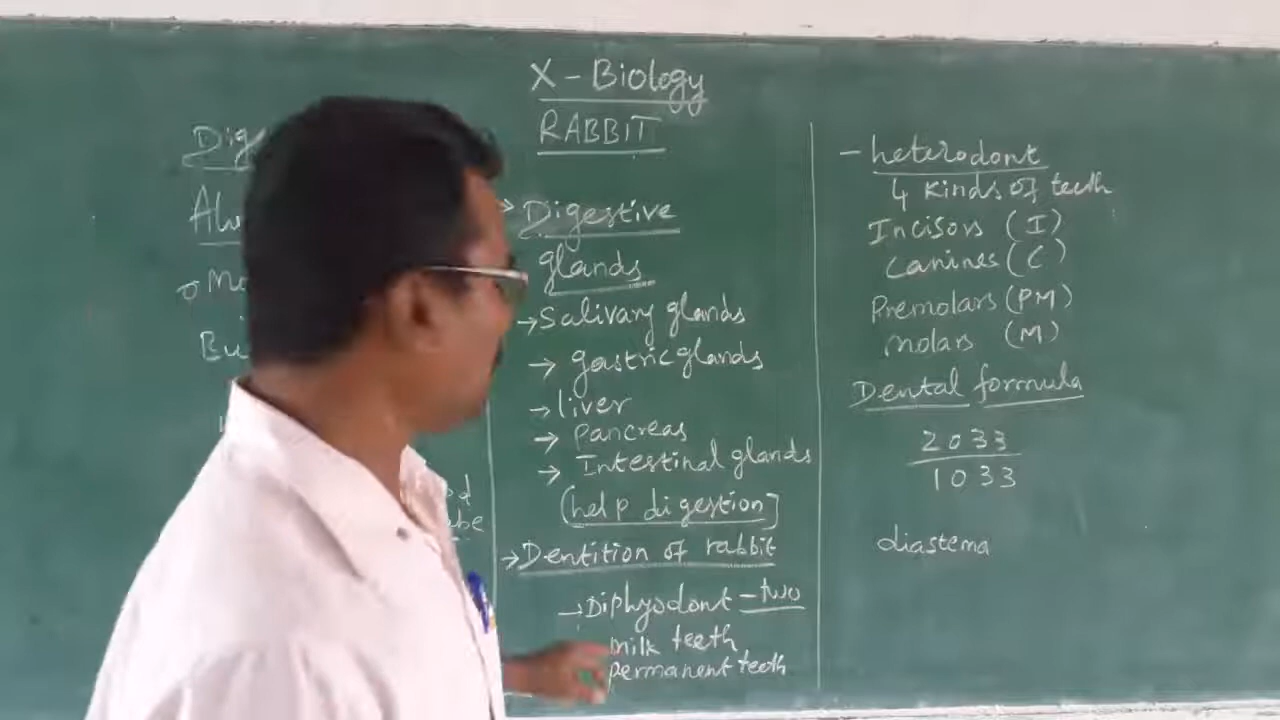 X - Biology
RABBIT
→ Digestive
glands
→ Salivary glands
→ gastric glands
→ liver
→ Pancreas
→ Intestinal glands
(help digestion]
→ Dentition of rabbit
→ Diphyodont - two
milk teeth
permanent teeth
- heterodont
4 kinds of teeth
Incisors (I)
Canines (C)
Premolars (PM)
molars (M)
Dental formula
2 0 3 3
1 0 3 3
diastema